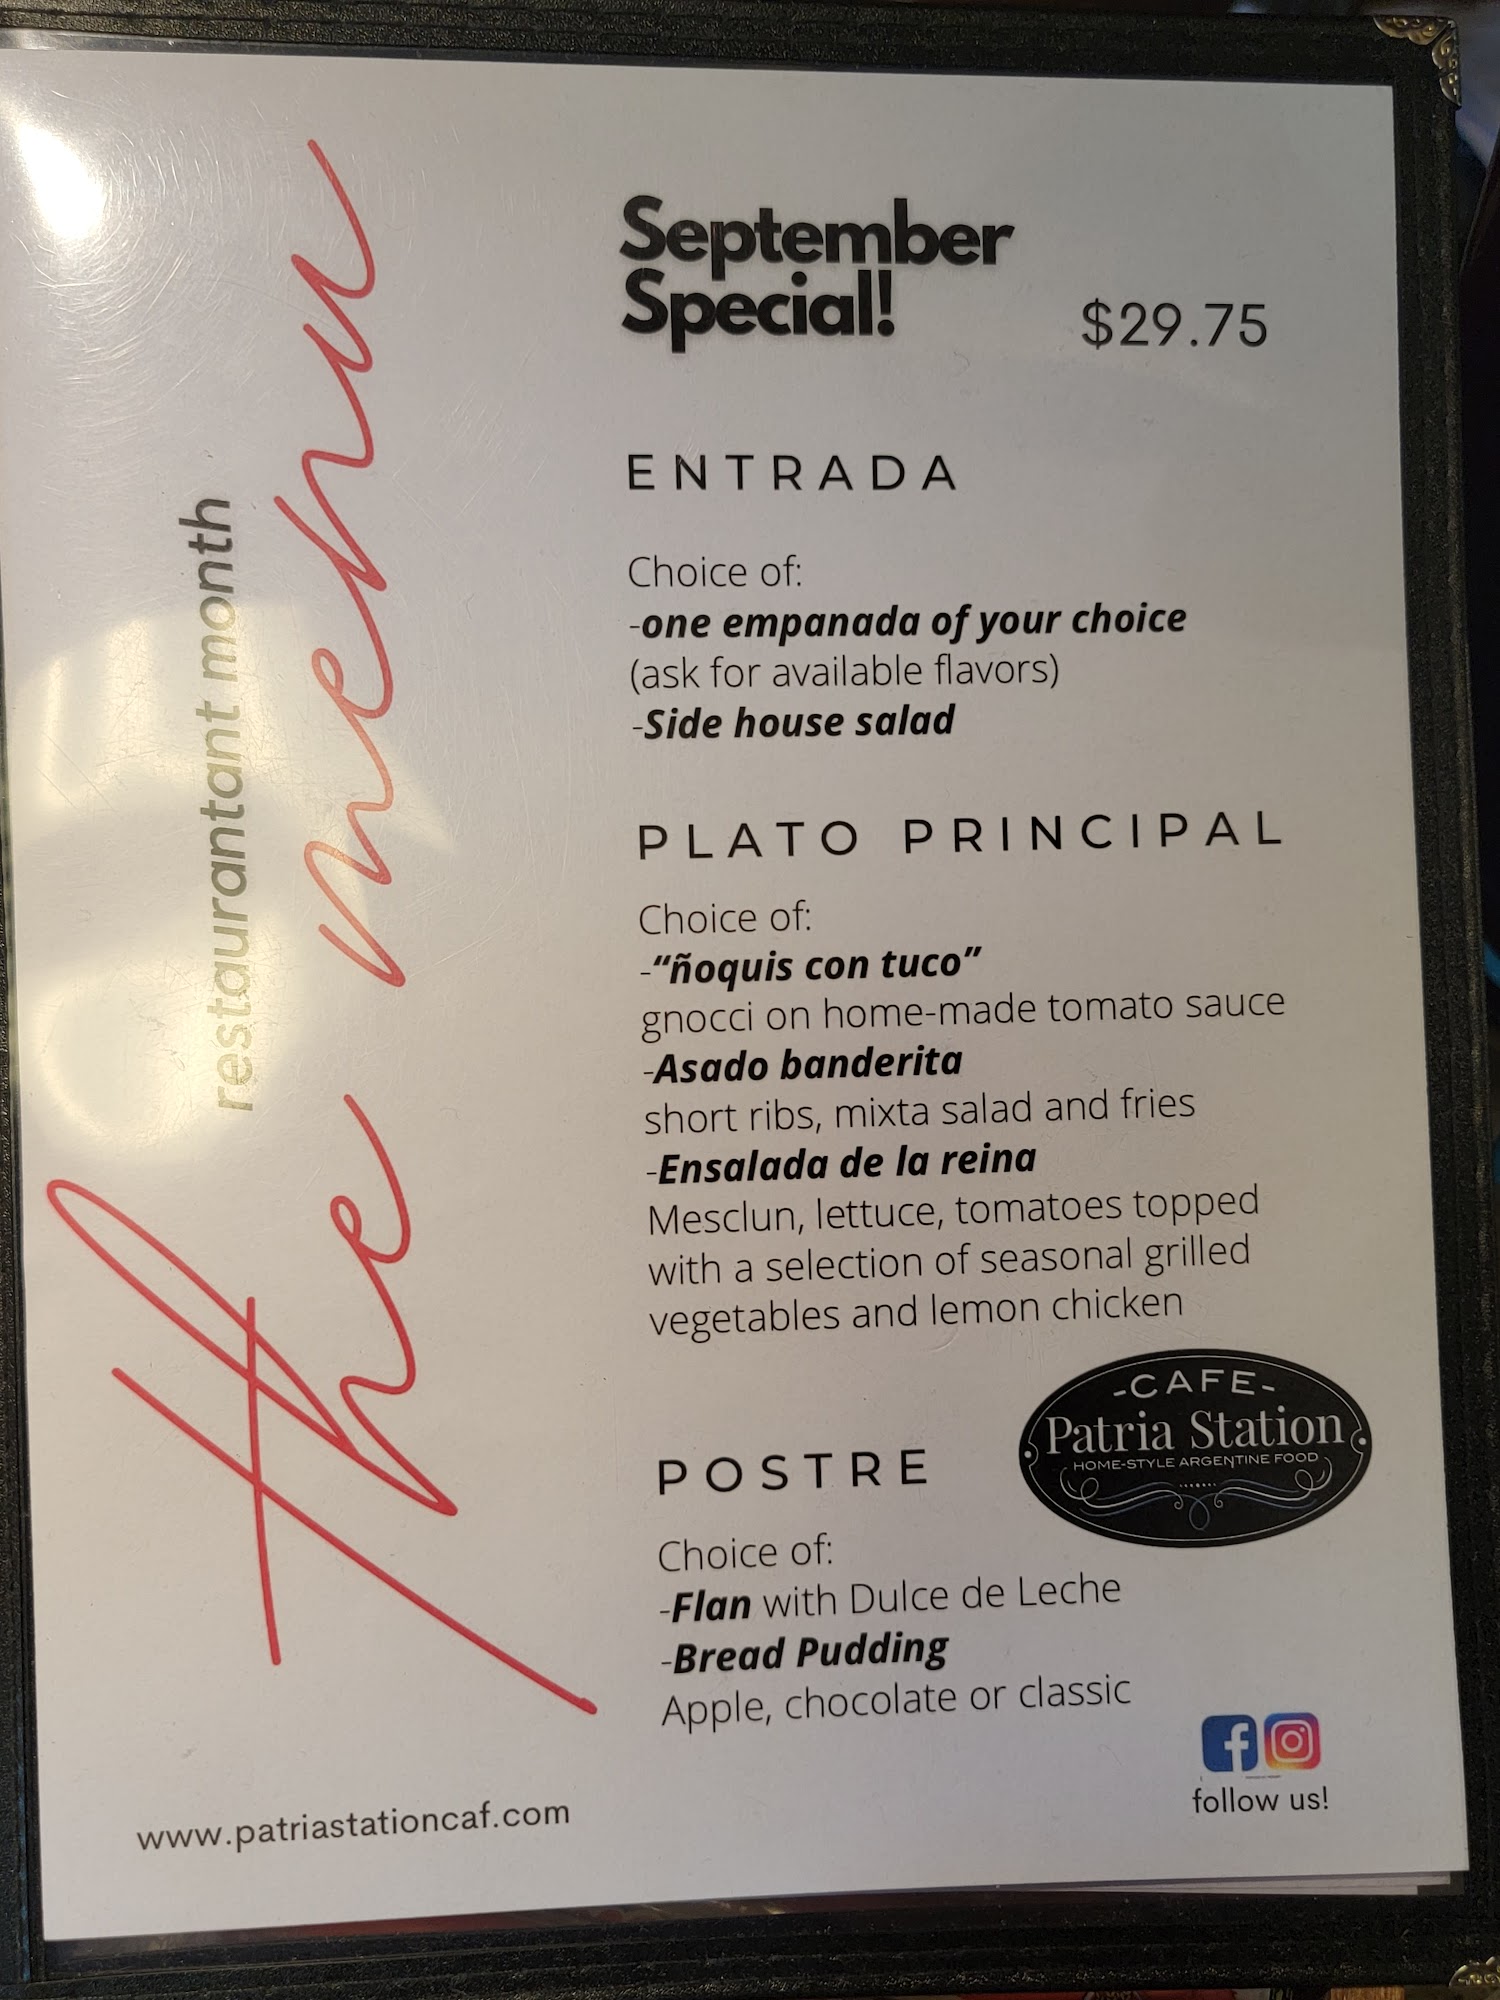 the menu
restaurantant month
September
Special!
$29.75
ENTRADA
Choice of:
-one empanada of your choice
(ask for available flavors)
-Side house salad
PLATO PRINCIPAL
Choice of:
-“ñoquis con tuco”
gnocci on home-made tomato sauce
-Asado banderita
short ribs, mixta salad and fries
-Ensalada de la reina
Mesclun, lettuce, tomatoes topped
with a selection of seasonal grilled
vegetables and lemon chicken
-CAFE-
Patria Station
HOME-STYLE ARGENTINE FOOD
POSTRE
Choice of:
-Flan with Dulce de Leche
-Bread Pudding
Apple, chocolate or classic
follow us!
www.patriastationcaf.com